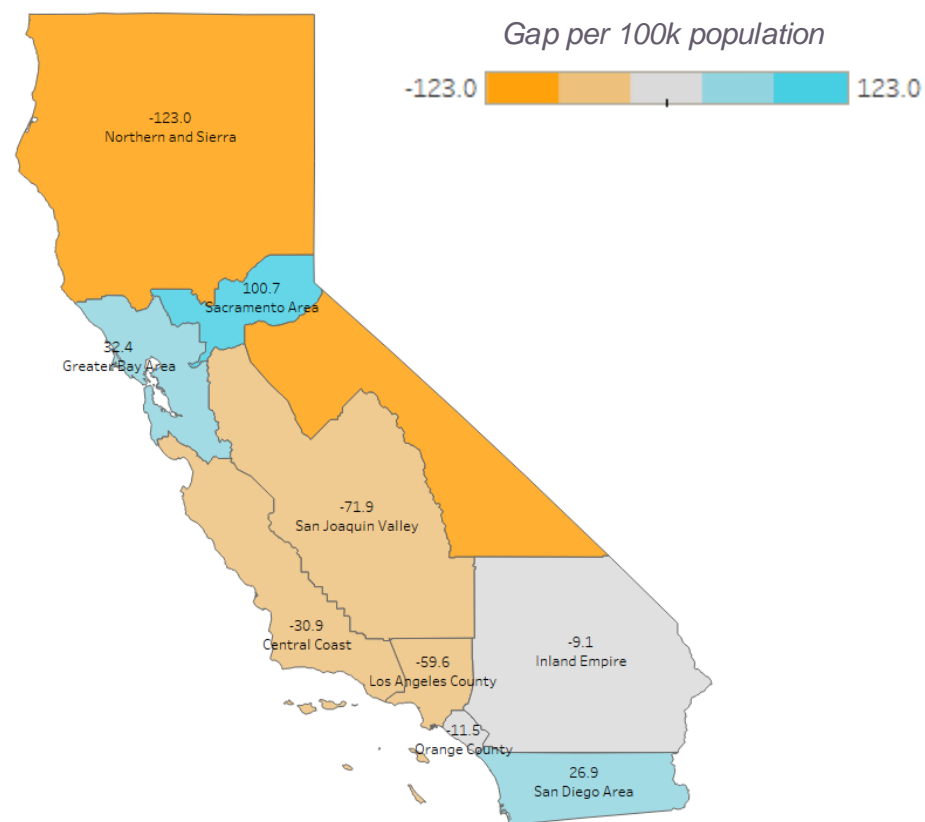 Gap per 100k population
-123.0
123.0
-123.0
Northern and Sierra
100.7
Sacramento Area
32.4
Greater Bay Area
-71.9
San Joaquin Valley
-30.9
Central Coast
-59.6
Los Angeles County
-9.1
Inland Empire
-11.5
Orange County
26.9
San Diego Area